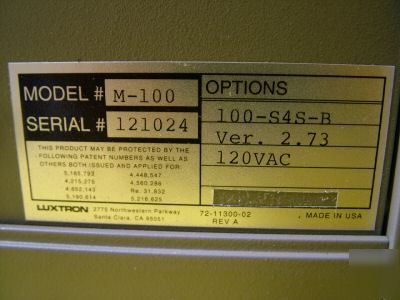 MODEL # M-100
SERIAL # 121024
THIS PRODUCT MAY BE PROTECTED BY THE
FOLLOWING PATENT NUMBERS AS WELL AS
OTHERS BOTH ISSUED AND APPLIED FOR:
5,165,793 4,448,547
4,215,275 4,560,286
4,652,143 Re. 31,832
5,190,614 5,216,625
LUXTRON 2775 Northwestern Parkway
Santa Clara, CA 95051
OPTIONS
100-S4S-B
Ver. 2.73
120VAC
72-11300-02
REV A
MADE IN USA